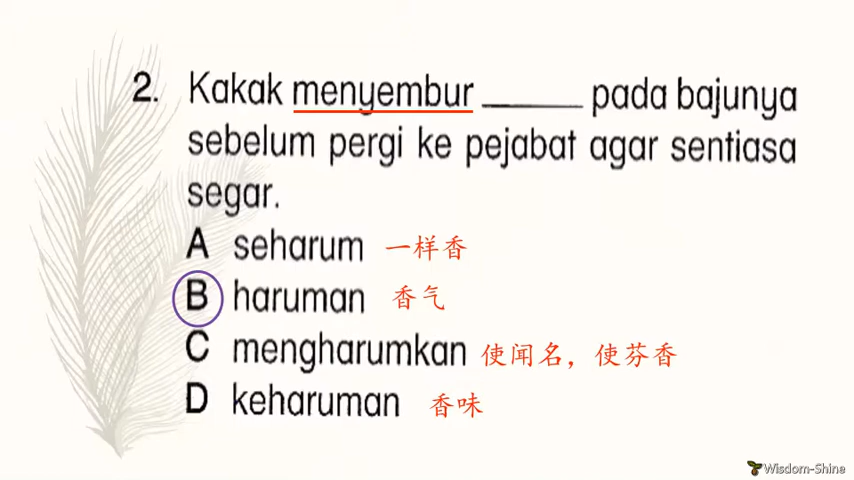 2. Kakak menyembur ______ pada bajunya
sebelum pergi ke pejabat agar sentiasa
segar.
A seharum 一样香
B haruman 香气
C mengharumkan 使闻名，使芬香
D keharuman 香味
Wisdom-Shine